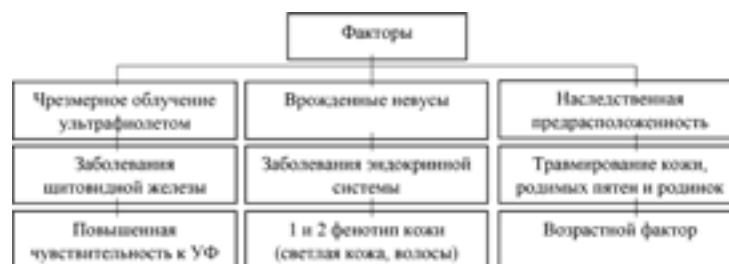 Факторы
Чрезмерное облучение
ультрафиолетом
Врожденные невусы
Наследственная
предрасположенность
Заболевания
щитовидной железы
Заболевания эндокринной
системы
Травмирование кожи,
родимых пятен и родинок
Повышенная
чувствительность к УФ
1 и 2 фенотип кожи
(светлая кожа, волосы)
Возрастной фактор